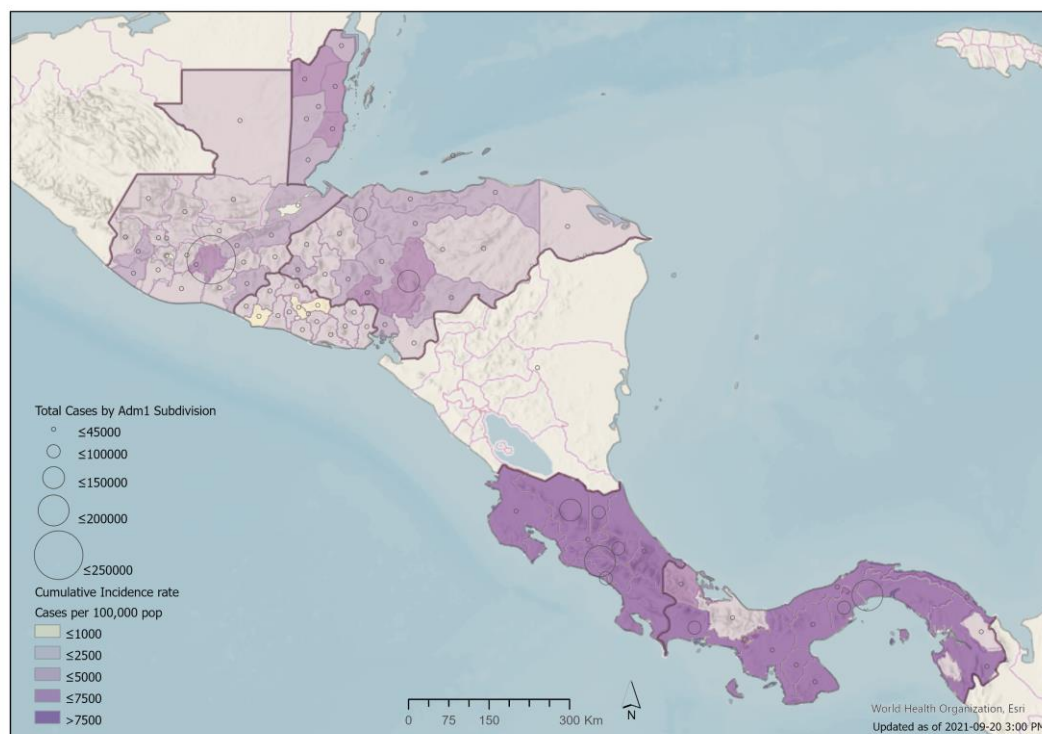 Total Cases by Adm1 Subdivision
≤45000
≤100000
≤150000
≤200000
≤250000
Cumulative Incidence rate
Cases per 100,000 pop
≤1000
≤2500
≤5000
≤7500
>7500
0 75 150 300 Km
N
World Health Organization, Esri
Updated as of 2021-09-20 3:00 PM